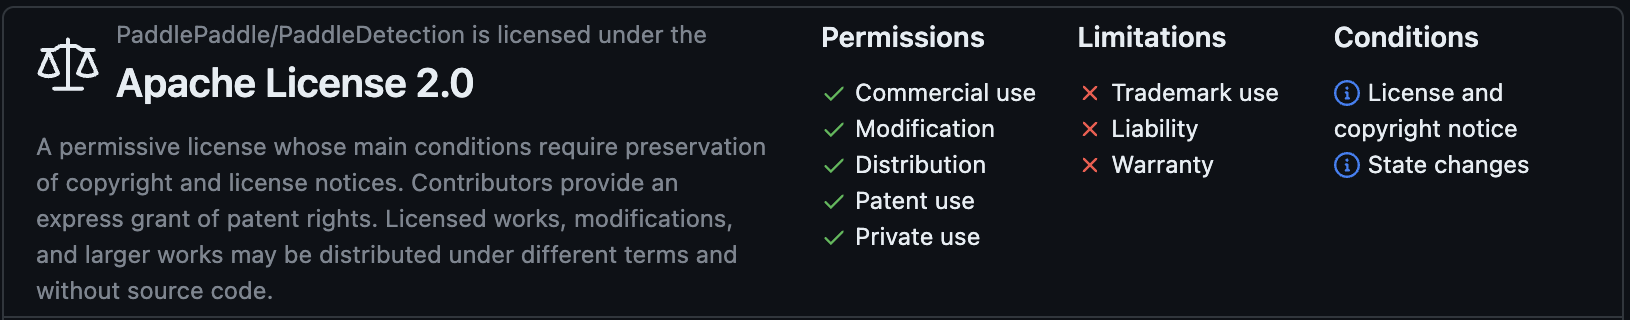 PaddlePaddle/PaddleDetection is licensed under the
Apache License 2.0
A permissive license whose main conditions require preservation
of copyright and license notices. Contributors provide an
express grant of patent rights. Licensed works, modifications,
and larger works may be distributed under different terms and
without source code.
Permissions
Commercial use
Modification
Distribution
Patent use
Private use
Limitations
Trademark use
Liability
Warranty
Conditions
License and
copyright notice
State changes